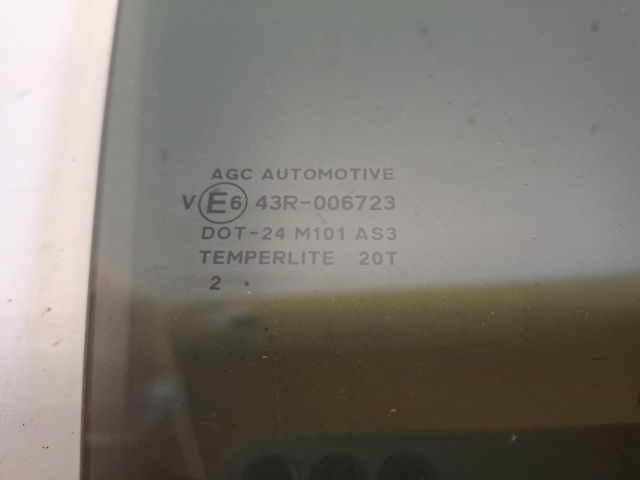 AGC AUTOMOTIVE
V E6 43R-006723
DOT-24 M101 AS3
TEMPERLITE 20T
2 •